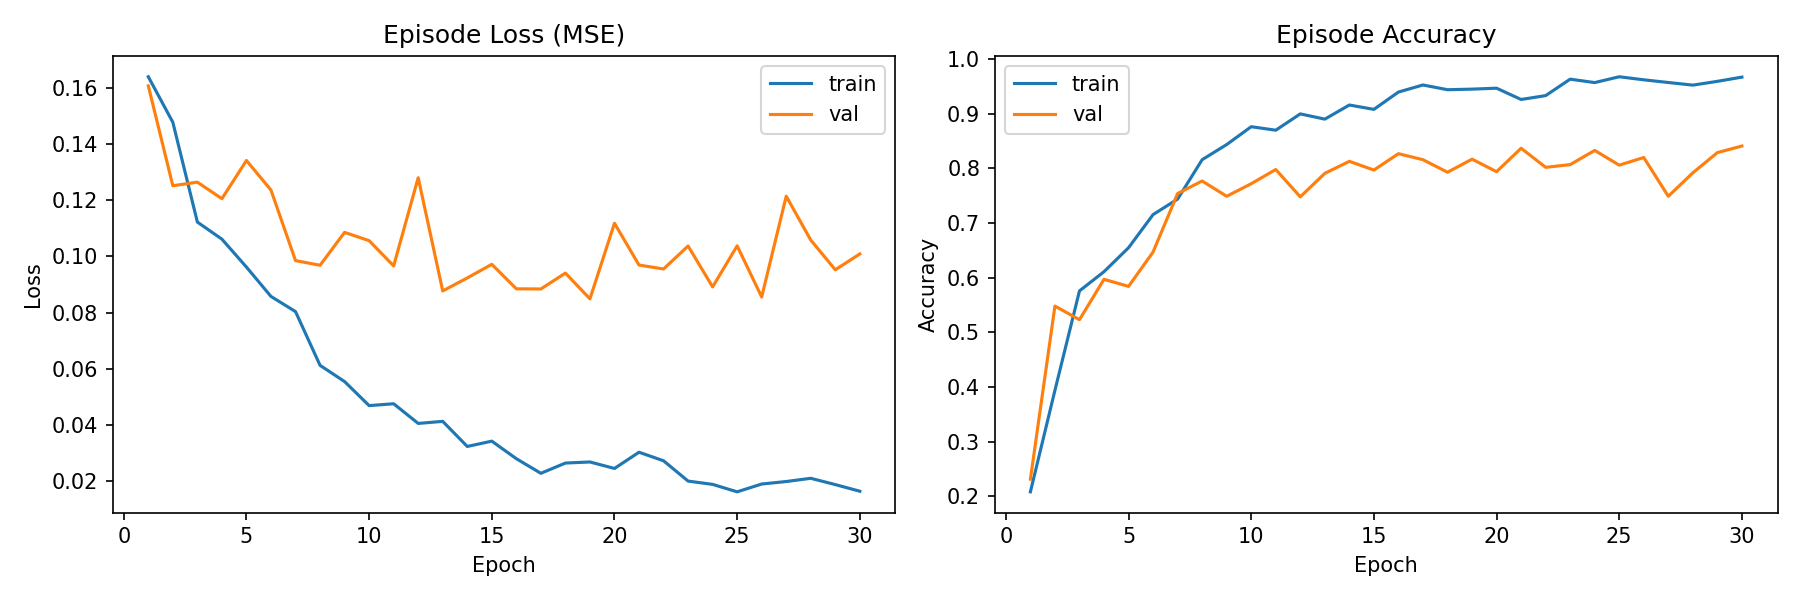 Episode Loss (MSE)
train
val
0.16
0.14
0.12
0.10
0.08
0.06
0.04
0.02
Loss
0 5 10 15 20 25 30
Epoch
Episode Accuracy
train
val
1.0
0.9
0.8
0.7
0.6
0.5
0.4
0.3
0.2
Accuracy
0 5 10 15 20 25 30
Epoch